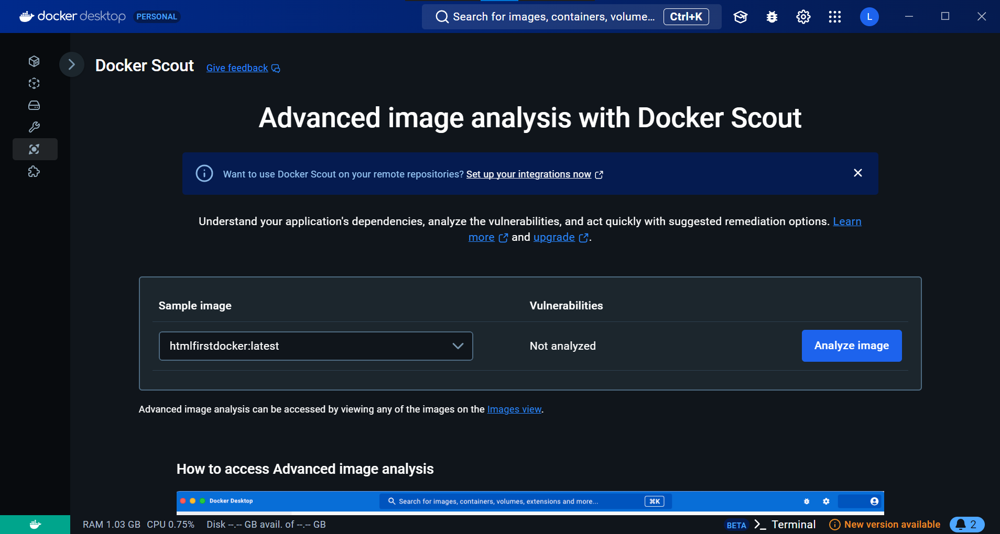 docker desktop PERSONAL
Search for images, containers, volume... Ctrl+K
L
Docker Scout Give feedback
Advanced image analysis with Docker Scout
Want to use Docker Scout on your remote repositories? Set up your integrations now
Understand your application's dependencies, analyze the vulnerabilities, and act quickly with suggested remediation options. Learn
more and upgrade.
Sample image Vulnerabilities
htmlfirstdocker:latest Not analyzed Analyze image
Advanced image analysis can be accessed by viewing any of the images on the Images view.
How to access Advanced image analysis
Docker Desktop Search for images, containers, volumes, extensions and more... ⌘K
RAM 1.03 GB CPU 0.75% Disk --.-- GB avail. of --.-- GB BETA >_ Terminal New version available 2